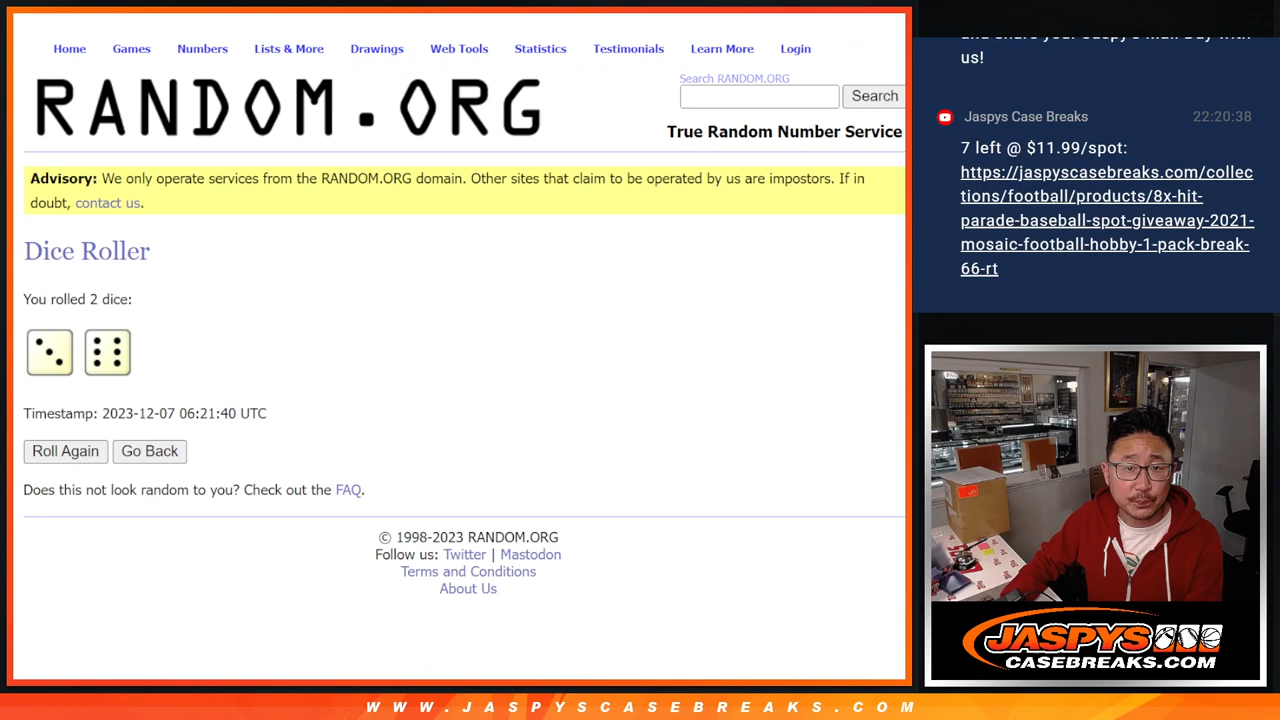 Home Games Numbers Lists & More Drawings Web Tools Statistics Testimonials Learn More Login
RANDOM.ORG
Search RANDOM.ORG
Search
True Random Number Service
Advisory: We only operate services from the RANDOM.ORG domain. Other sites that claim to be operated by us are impostors. If in
doubt, contact us.
Dice Roller
You rolled 2 dice:
Timestamp: 2023-12-07 06:21:40 UTC
Roll Again Go Back
Does this not look random to you? Check out the FAQ.
© 1998-2023 RANDOM.ORG
Follow us: Twitter | Mastodon
Terms and Conditions
About Us
us!
Jaspys Case Breaks 22:20:38
7 left @ $11.99/spot:
https://jaspyscasebreaks.com/collec
tions/football/products/8x-hit-
parade-baseball-spot-giveaway-2021-
mosaic-football-hobby-1-pack-break-
66-rt
JASPYS
CASEBREAKS.COM
WWW.JASPYSCASEBREAKS.COM